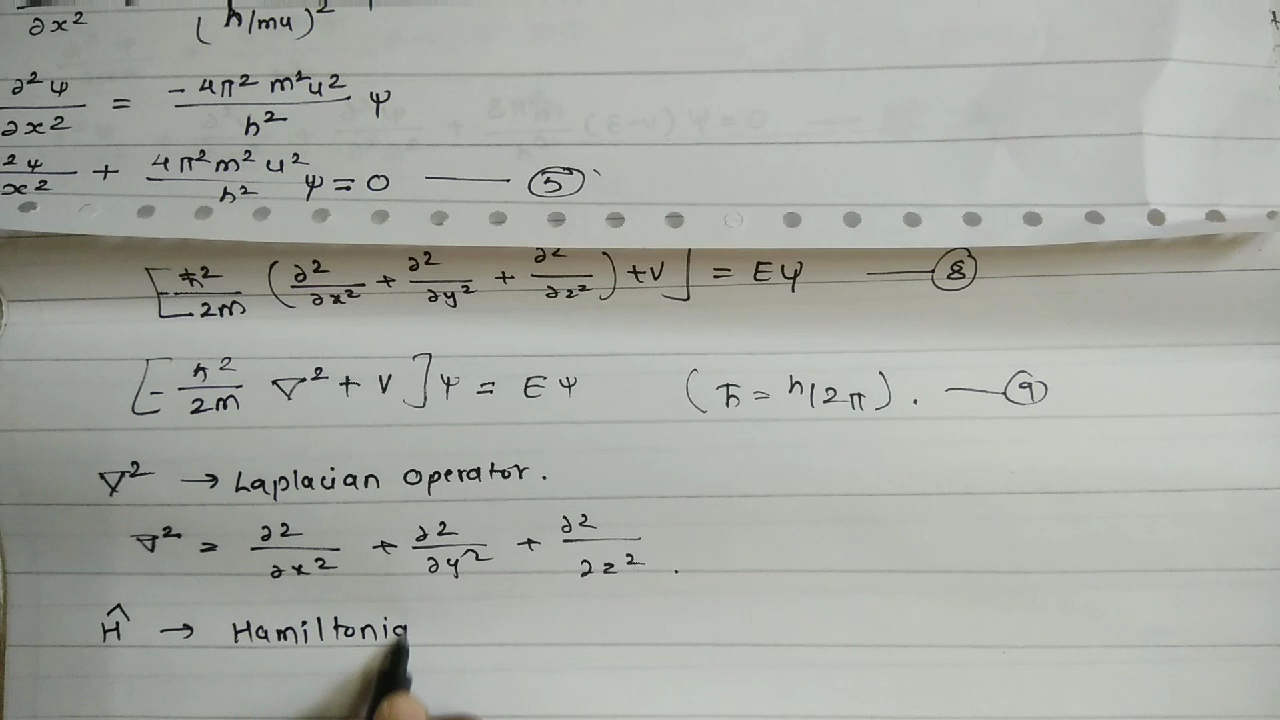 ∂x² (h/mu)²
∂²ψ/∂x² = -4π² m²u²/h² ψ
²ψ/x² + 4π²m²u²/h² ψ = 0 —— ⑤
[-ħ²/2m (∂²/∂x² + ∂²/∂y² + ∂²/∂z²) + V] = Eψ —— ⑧
[-ħ²/2m ∇² + V]ψ = Eψ (ħ = h/2π). —— ⑨
∇² → Laplacian Operator.
∇² = ∂²/∂x² + ∂²/∂y² + ∂²/∂z².
Ĥ → Hamiltonia